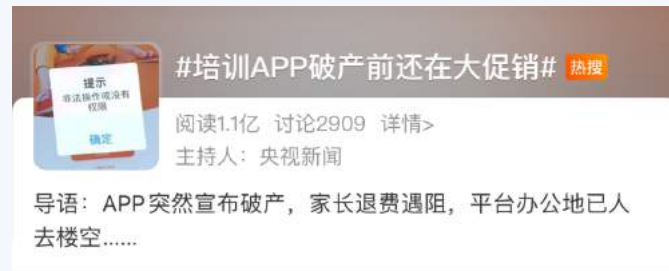 #培训APP破产前还在大促销# 热搜
提示
非法操作或没有
权限
确定
阅读1.1亿 讨论2909 详情>
主持人：央视新闻
导语：APP突然宣布破产，家长退费遇阻，平台办公地已人
去楼空......